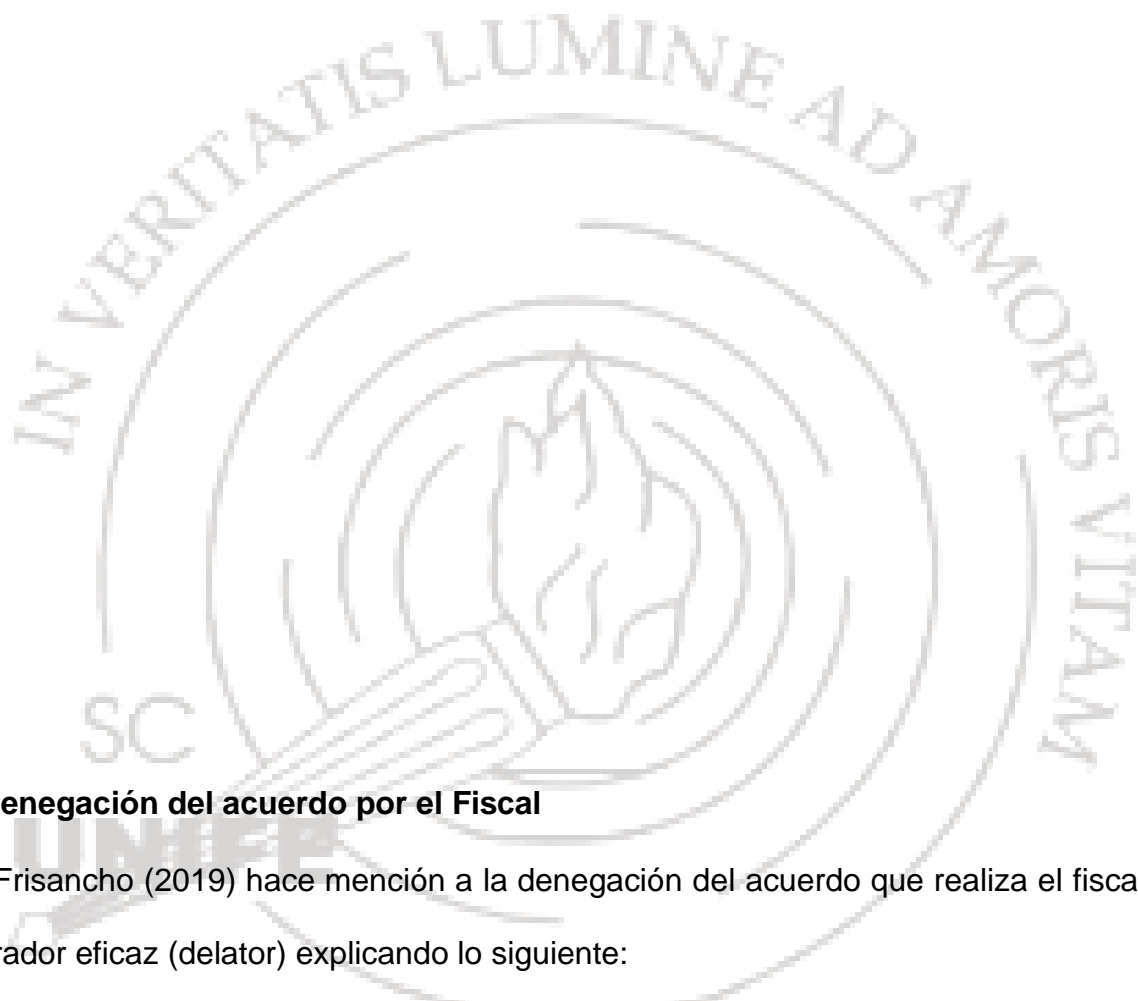 IN VERITATIS LUMINE AD AMORIS VITAM
SC
UNIFE
enegación del acuerdo por el Fiscal
Frisancho (2019) hace mención a la denegación del acuerdo que realiza el fisca
rador eficaz (delator) explicando lo siguiente: